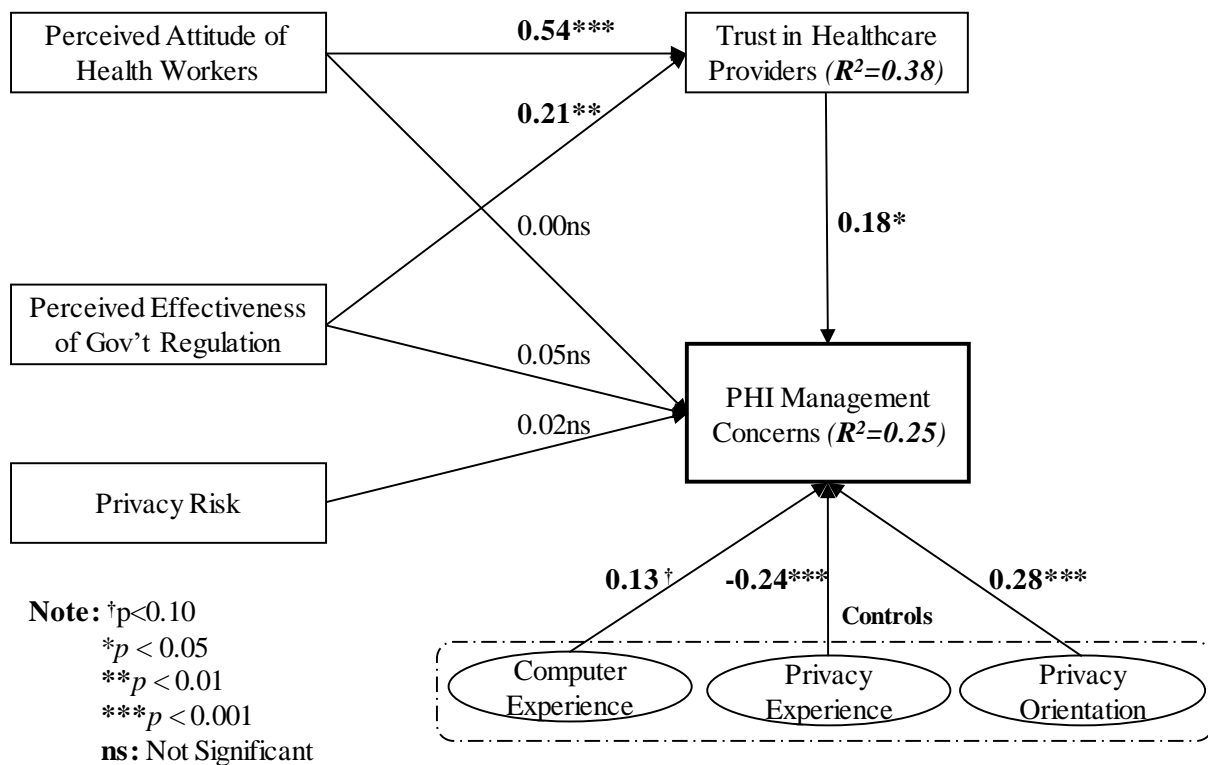 Perceived Attitude of
Health Workers
0.54***
Trust in Healthcare
Providers (R²=0.38)
0.21**
0.00ns
0.18*
Perceived Effectiveness
of Gov’t Regulation
0.05ns
PHI Management
Concerns (R²=0.25)
0.02ns
Privacy Risk
0.13†
-0.24***
0.28***
Controls
Computer
Experience
Privacy
Experience
Privacy
Orientation
Note: †p<0.10
*p < 0.05
**p < 0.01
***p < 0.001
ns: Not Significant